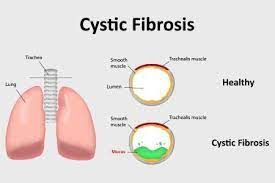 Cystic Fibrosis
Trachea
Lung
Smooth
muscle
Trachealis muscle
Lumen
Healthy
Smooth
muscle
Trachealis muscle
Mucus
Cystic Fibrosis